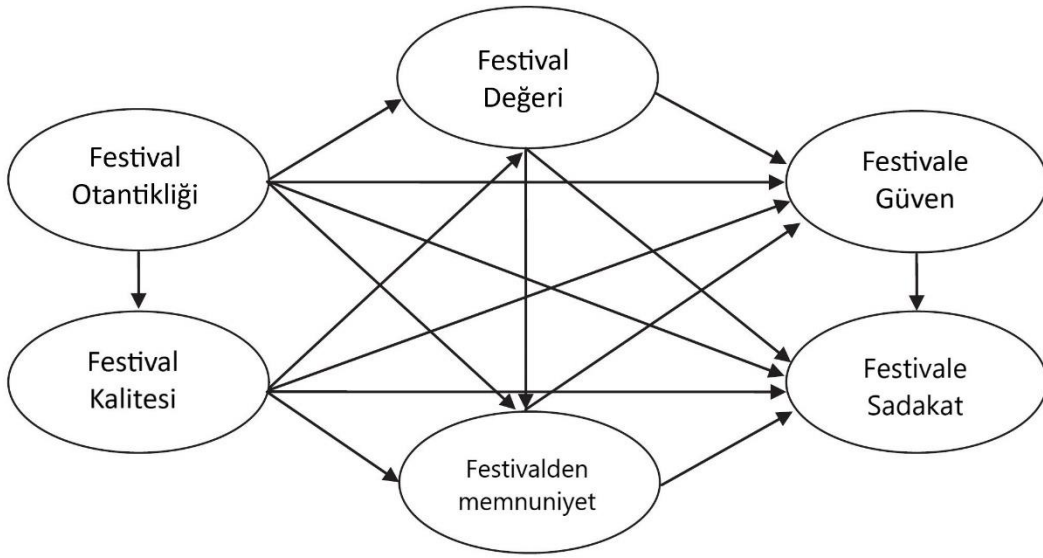 Festival
Değeri
Festival
Otantikliği
Festivale
Güven
Festival
Kalitesi
Festivale
Sadakat
Festivalden
memnuniyet